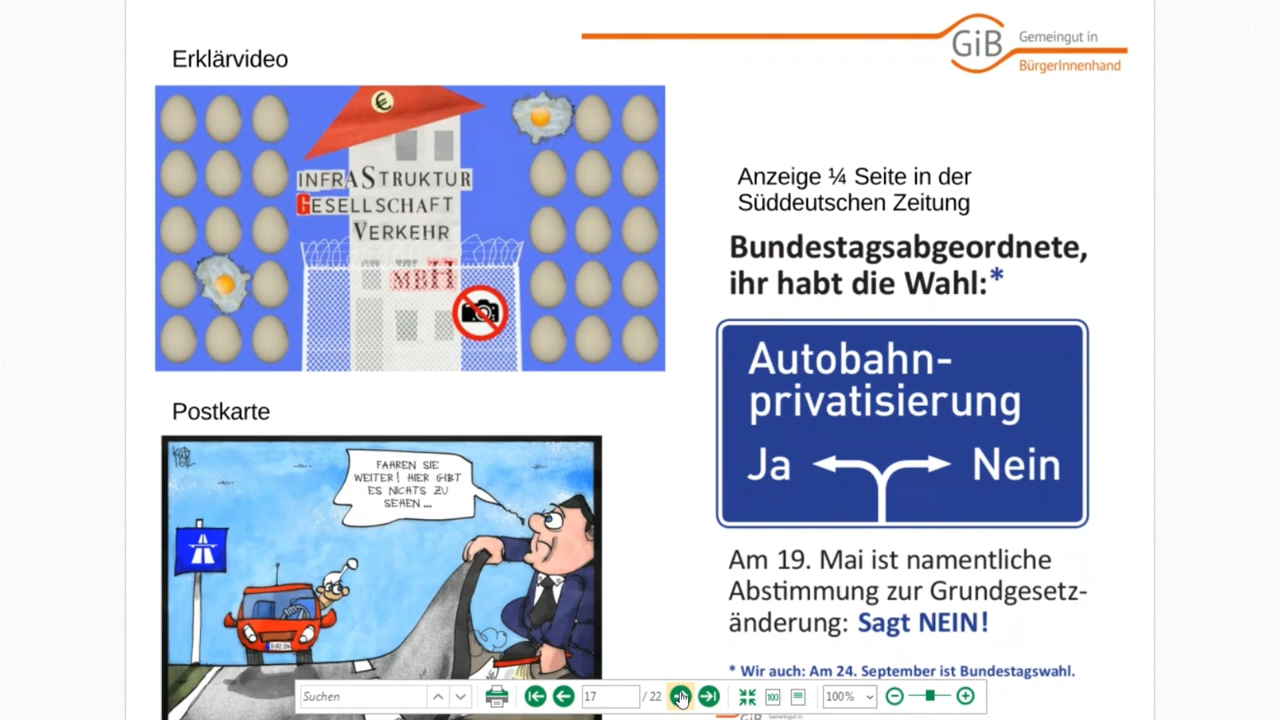 Erklärvideo
GiB
Gemeingut in
BürgerInnenhand
€
INFRASTRUKTUR
GESELLSCHAFT
VERKEHR
MBH
Anzeige ¼ Seite in der
Süddeutschen Zeitung
Bundestagsabgeordnete,
ihr habt die Wahl:*
Autobahn-
privatisierung
Ja
Nein
Postkarte
FAHREN SIE
WEITER! HIER GIBT
ES NICHTS ZU
SEHEN...
Am 19. Mai ist namentliche
Abstimmung zur Grundgesetz-
änderung: Sagt NEIN!
* Wir auch: Am 24. September ist Bundestagswahl.
Suchen
17
/ 22
100
100%